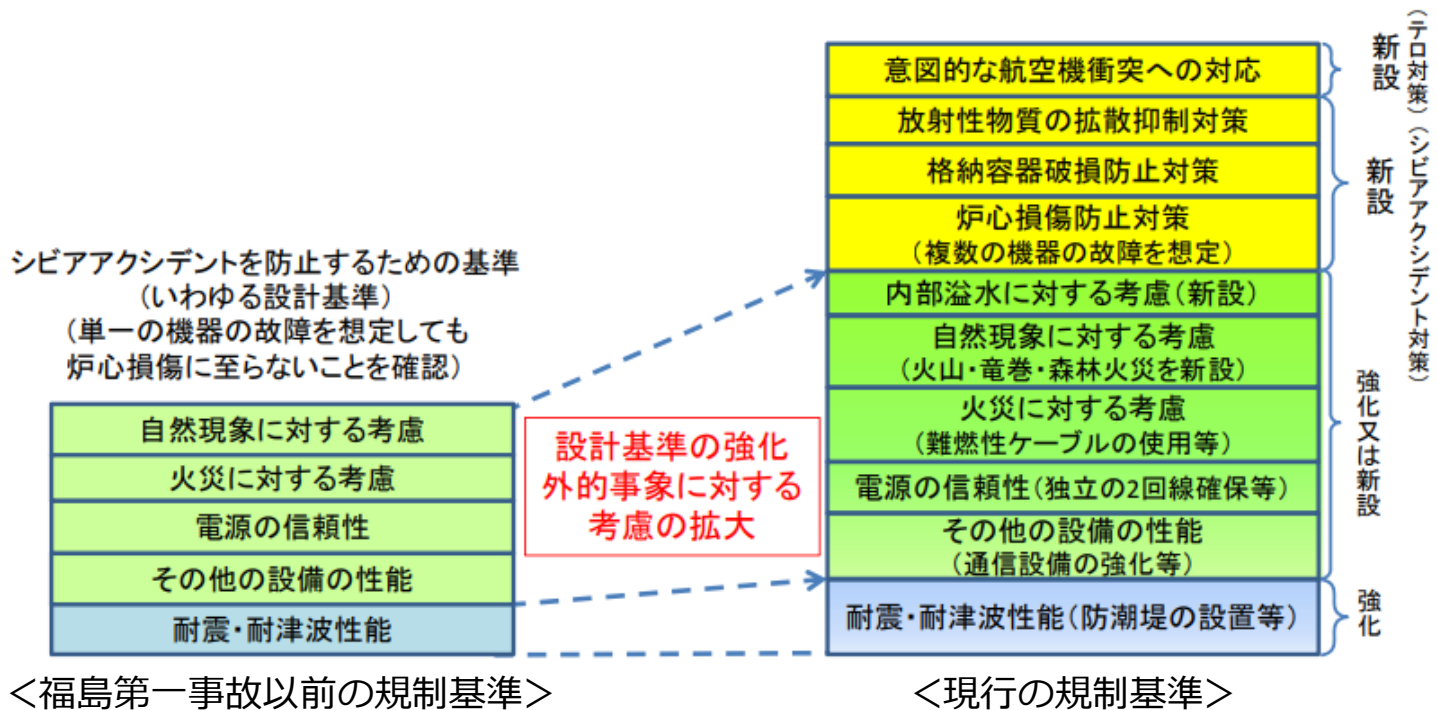 シビアアクシデントを防止するための基準
(いわゆる設計基準)
(単一の機器の故障を想定しても
炉心損傷に至らないことを確認)
自然現象に対する考慮
火災に対する考慮
電源の信頼性
その他の設備の性能
耐震・耐津波性能
<福島第一事故以前の規制基準>
設計基準の強化
外的事象に対する
考慮の拡大
意図的な航空機衝突への対応
放射性物質の拡散抑制対策
格納容器破損防止対策
炉心損傷防止対策
(複数の機器の故障を想定)
内部溢水に対する考慮(新設)
自然現象に対する考慮
(火山・竜巻・森林火災を新設)
火災に対する考慮
(難燃性ケーブルの使用等)
電源の信頼性(独立の2回線確保等)
その他の設備の性能
(通信設備の強化等)
耐震・耐津波性能(防潮堤の設置等)
<現行の規制基準>
新設
(テロ対策)
新設
(シビアアクシデント対策)
強化又は新設
強化